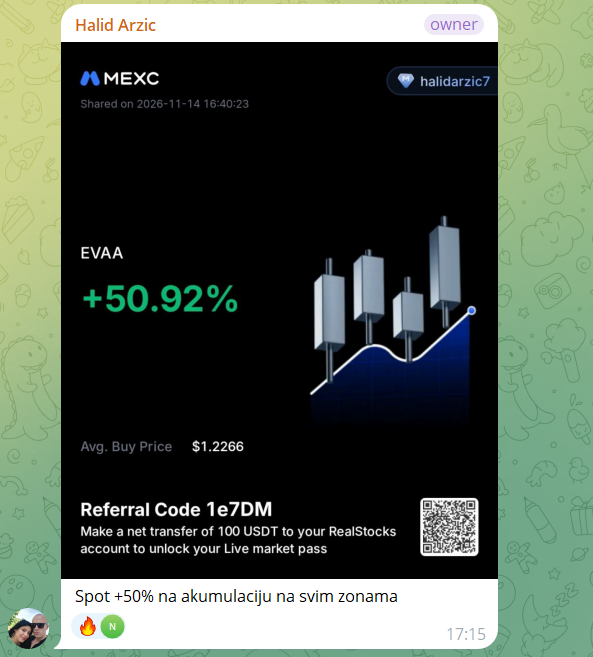 Halid Arzic
owner
MEXC
halidarzic7
Shared on 2026-11-14 16:40:23
EVAA
+50.92%
Avg. Buy Price $1.2266
Referral Code 1e7DM
Make a net transfer of 100 USDT to your RealStocks
account to unlock your Live market pass
Spot +50% na akumulaciju na svim zonama
N
17:15